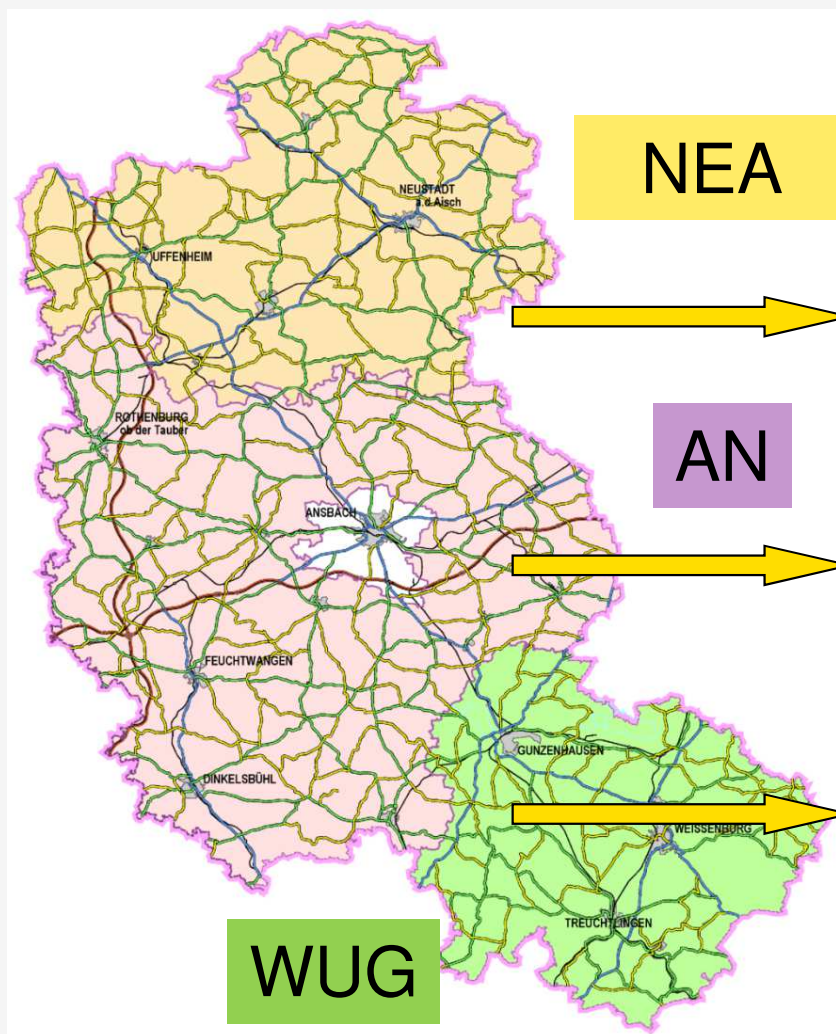 NEA
NEUSTADT
a.d.Aisch
UFFENHEIM
ROTHENBURG
ob der Tauber
AN
ANSBACH
FEUCHTWANGEN
GUNZENHAUSEN
DINKELSBÜHL
WEISSENBURG
TREUCHTLINGEN
WUG